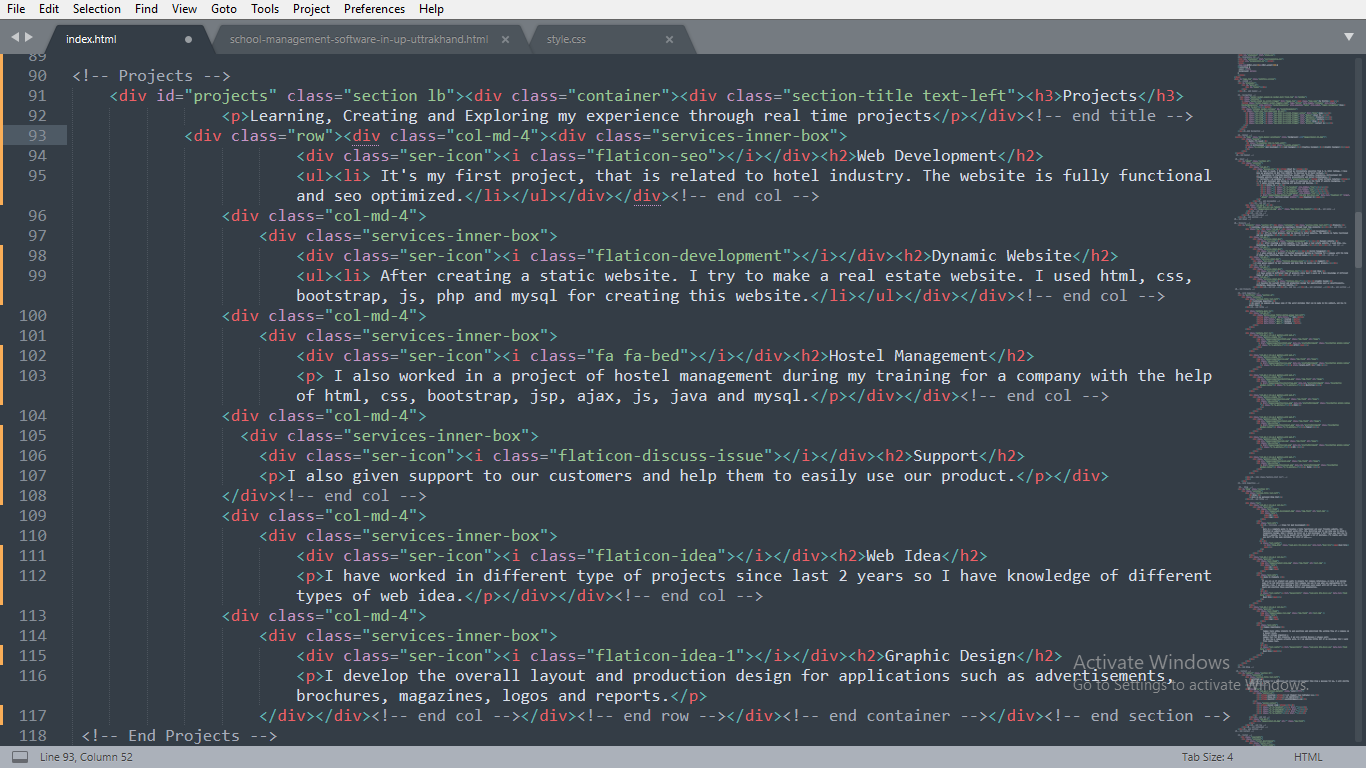 File Edit Selection Find View Goto Tools Project Preferences Help
index.html school-management-software-in-up-uttrakhand.html style.css
89
90 <!-- Projects -->
91 <div id="projects" class="section lb"><div class="container"><div class="section-title text-left"><h3>Projects</h3>
92 <p>Learning, Creating and Exploring my experience through real time projects</p></div><!-- end title -->
93 <div class="row"><div class="col-md-4"><div class="services-inner-box">
94 <div class="ser-icon"><i class="flaticon-seo"></i></div><h2>Web Development</h2>
95 <ul><li> It's my first project, that is related to hotel industry. The website is fully functional
and seo optimized.</li></ul></div></div><!-- end col -->
96 <div class="col-md-4">
97 <div class="services-inner-box">
98 <div class="ser-icon"><i class="flaticon-development"></i></div><h2>Dynamic Website</h2>
99 <ul><li> After creating a static website. I try to make a real estate website. I used html, css,
bootstrap, js, php and mysql for creating this website.</li></ul></div></div><!-- end col -->
100 <div class="col-md-4">
101 <div class="services-inner-box">
102 <div class="ser-icon"><i class="fa fa-bed"></i></div><h2>Hostel Management</h2>
103 <p> I also worked in a project of hostel management during my training for a company with the help
of html, css, bootstrap, jsp, ajax, js, java and mysql.</p></div></div><!-- end col -->
104 <div class="col-md-4">
105 <div class="services-inner-box">
106 <div class="ser-icon"><i class="flaticon-discuss-issue"></i></div><h2>Support</h2>
107 <p>I also given support to our customers and help them to easily use our product.</p></div>
108 </div><!-- end col -->
109 <div class="col-md-4">
110 <div class="services-inner-box">
111 <div class="ser-icon"><i class="flaticon-idea"></i></div><h2>Web Idea</h2>
112 <p>I have worked in different type of projects since last 2 years so I have knowledge of different
types of web idea.</p></div></div><!-- end col -->
113 <div class="col-md-4">
114 <div class="services-inner-box">
115 <div class="ser-icon"><i class="flaticon-idea-1"></i></div><h2>Graphic Design</h2>
116 <p>I develop the overall layout and production design for applications such as advertisements,
brochures, magazines, logos and reports.</p>
117 </div></div><!-- end col --></div><!-- end row --></div><!-- end container --></div><!-- end section -->
118 <!-- End Projects -->
Activate Windows
Go to Settings to activate Windows.
Line 93, Column 52 Tab Size: 4 HTML